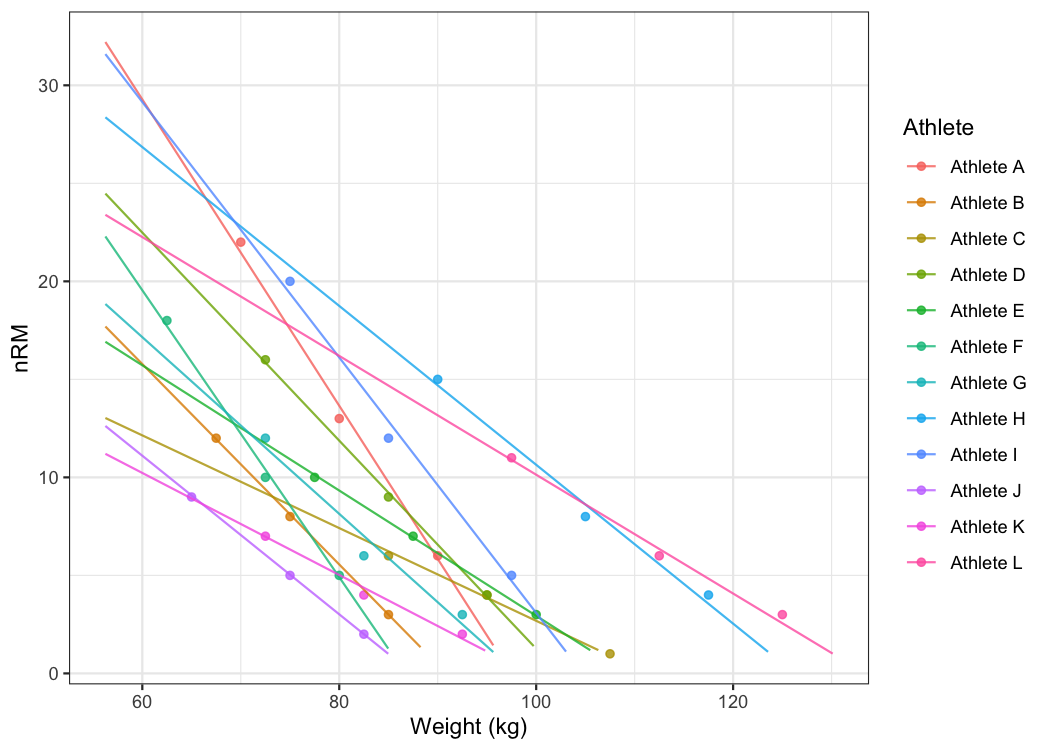 30
20
10
0
nRM
60 80 100 120
Weight (kg)
Athlete
Athlete A
Athlete B
Athlete C
Athlete D
Athlete E
Athlete F
Athlete G
Athlete H
Athlete I
Athlete J
Athlete K
Athlete L